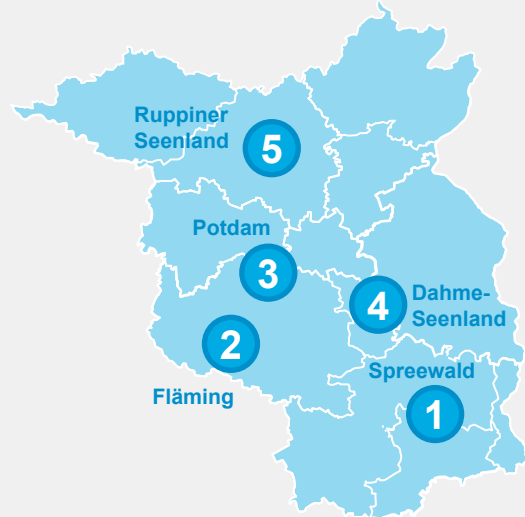 Ruppiner
Seenland
5
Potdam
3
4
Dahme-
Seenland
2
Fläming
Spreewald
1